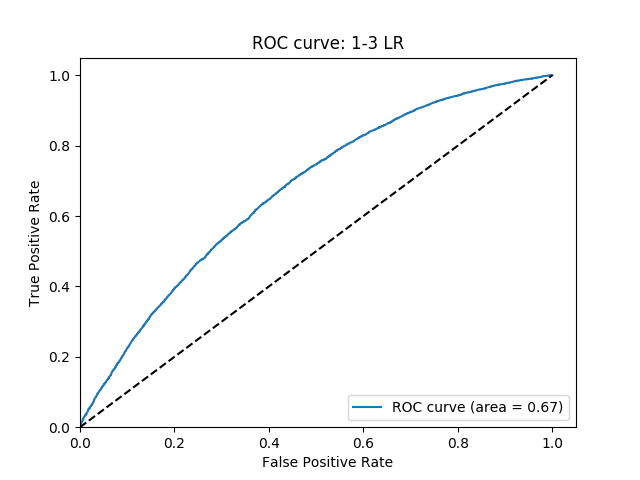 ROC curve: 1-3 LR
True Positive Rate
1.0
0.8
0.6
0.4
0.2
0.0
0.0 0.2 0.4 0.6 0.8 1.0
False Positive Rate
ROC curve (area = 0.67)